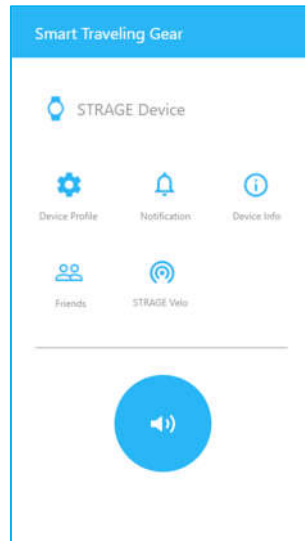 Smart Traveling Gear
STRAGE Device
Device Profile Notification Device Info
Friends STRAGE Velo